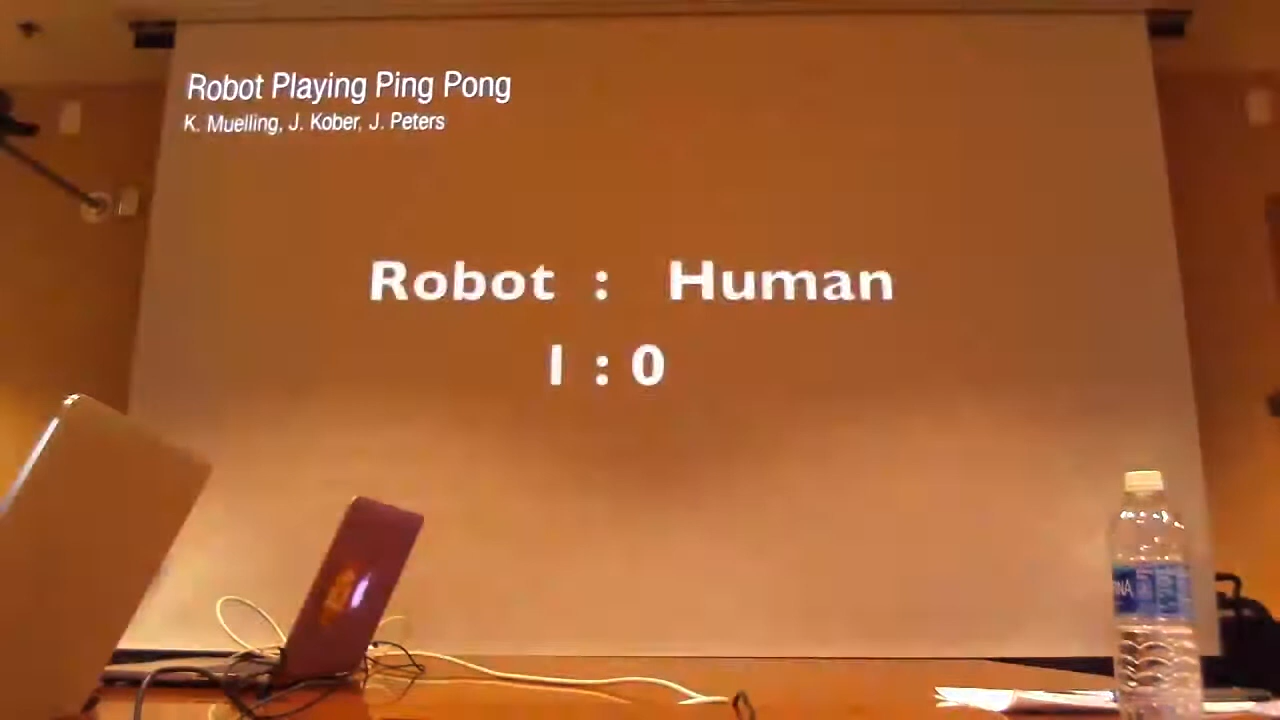 Robot Playing Ping Pong
K. Muelling, J. Kober, J. Peters
Robot : Human
1 : 0